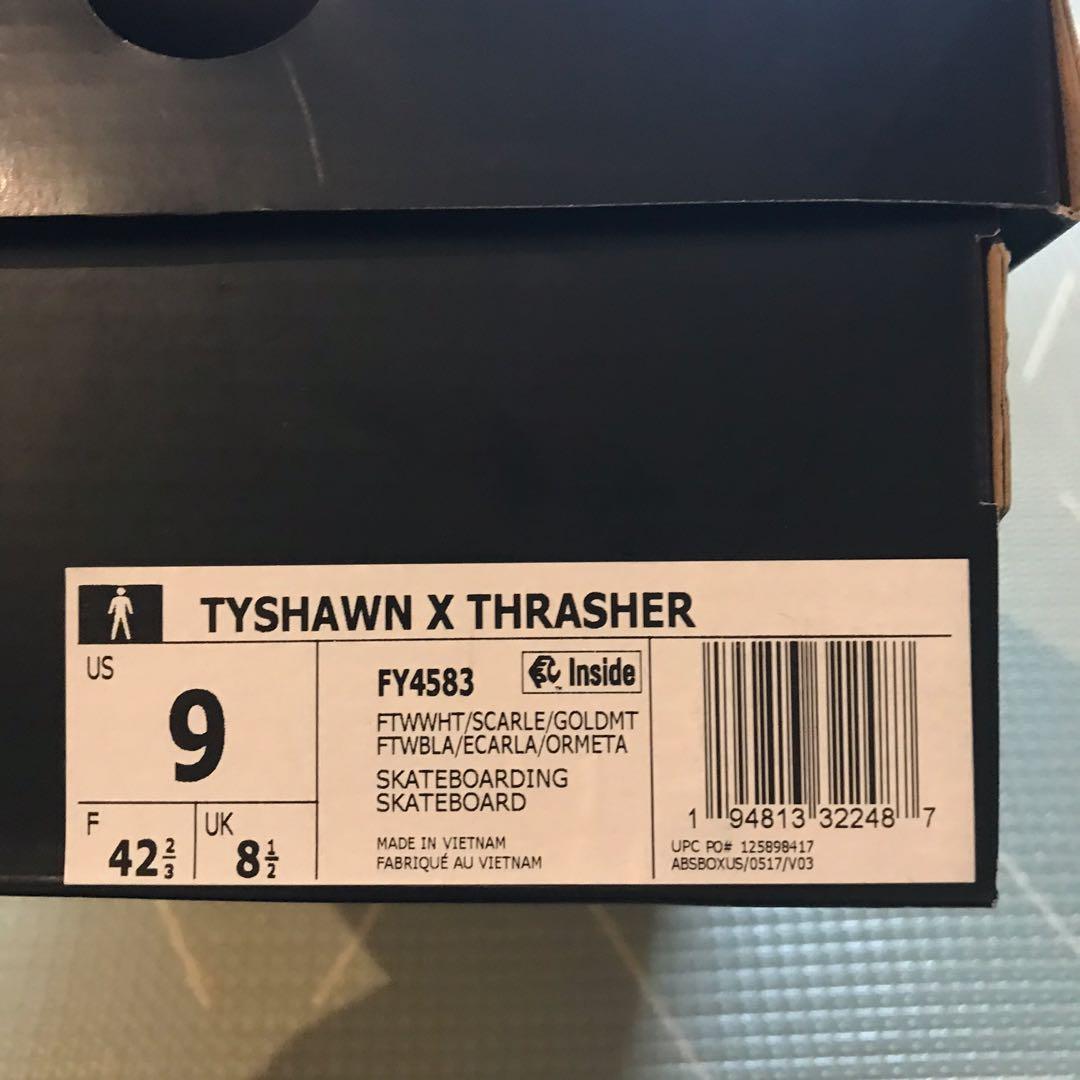 TYSHAWN X THRASHER
US
9
F
42 2/3
UK
8 1/2
FY4583
Inside
™
FTWWHT/SCARLE/GOLDMT
FTWBLA/ECARLA/ORMETA
SKATEBOARDING
SKATEBOARD
MADE IN VIETNAM
FABRIQUÉ AU VIETNAM
1 94813 32248 7
UPC PO# 125898417
ABSBOXUS/0517/V03